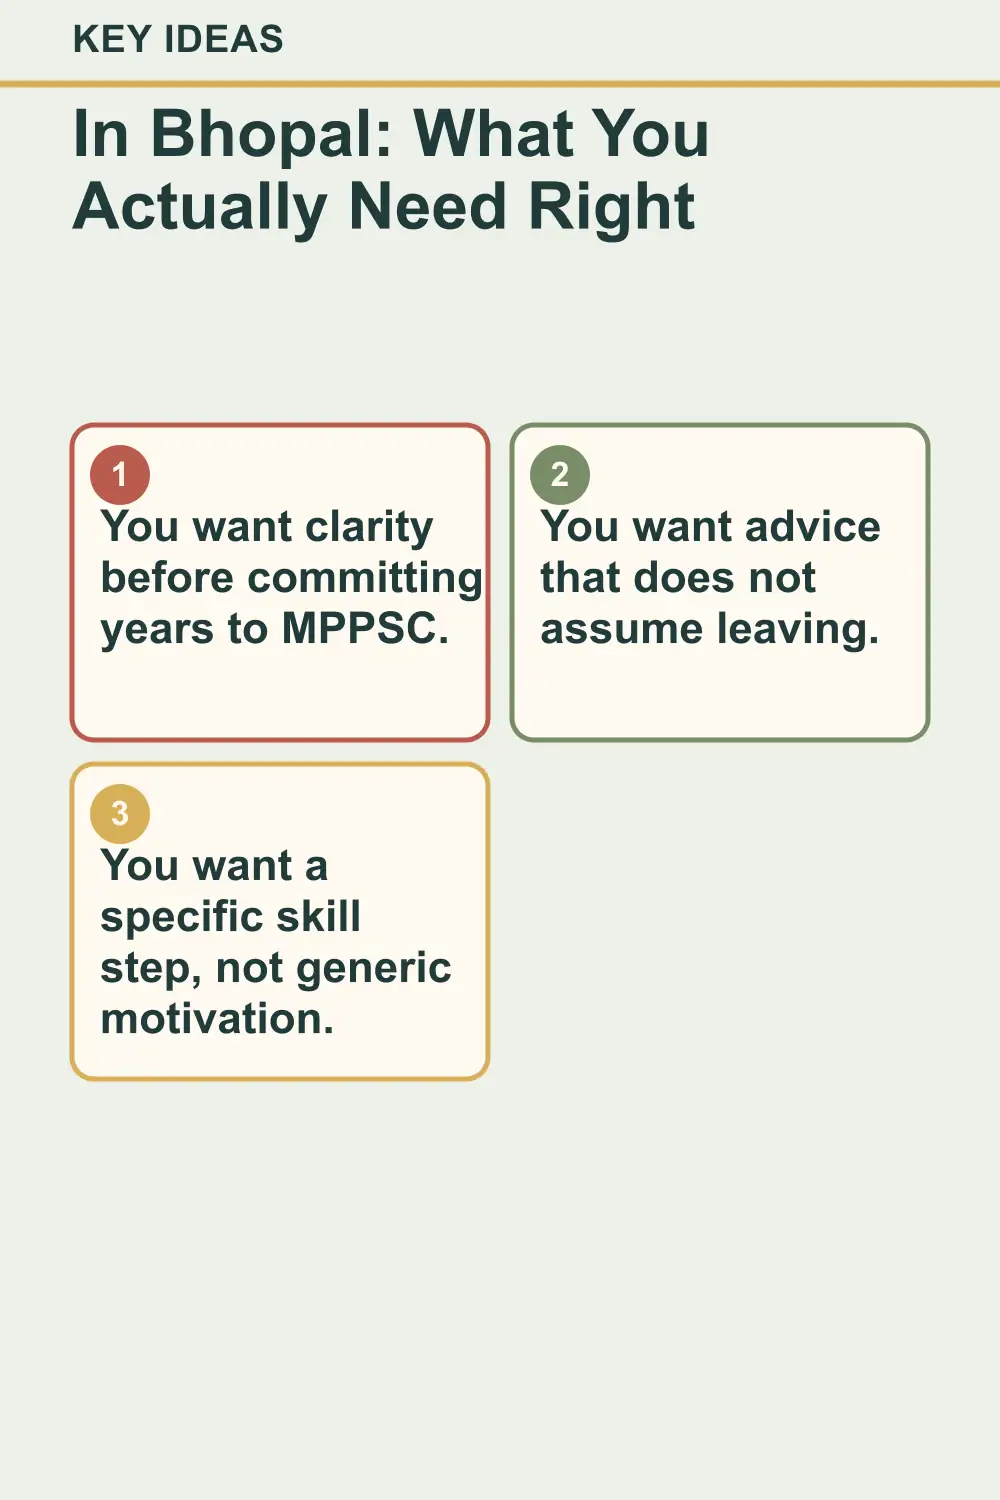 KEY IDEAS
In Bhopal: What You
Actually Need Right
1
You want clarity
before committing
years to MPPSC.
2
You want advice
that does not
assume leaving.
3
You want a
specific skill
step, not generic
motivation.